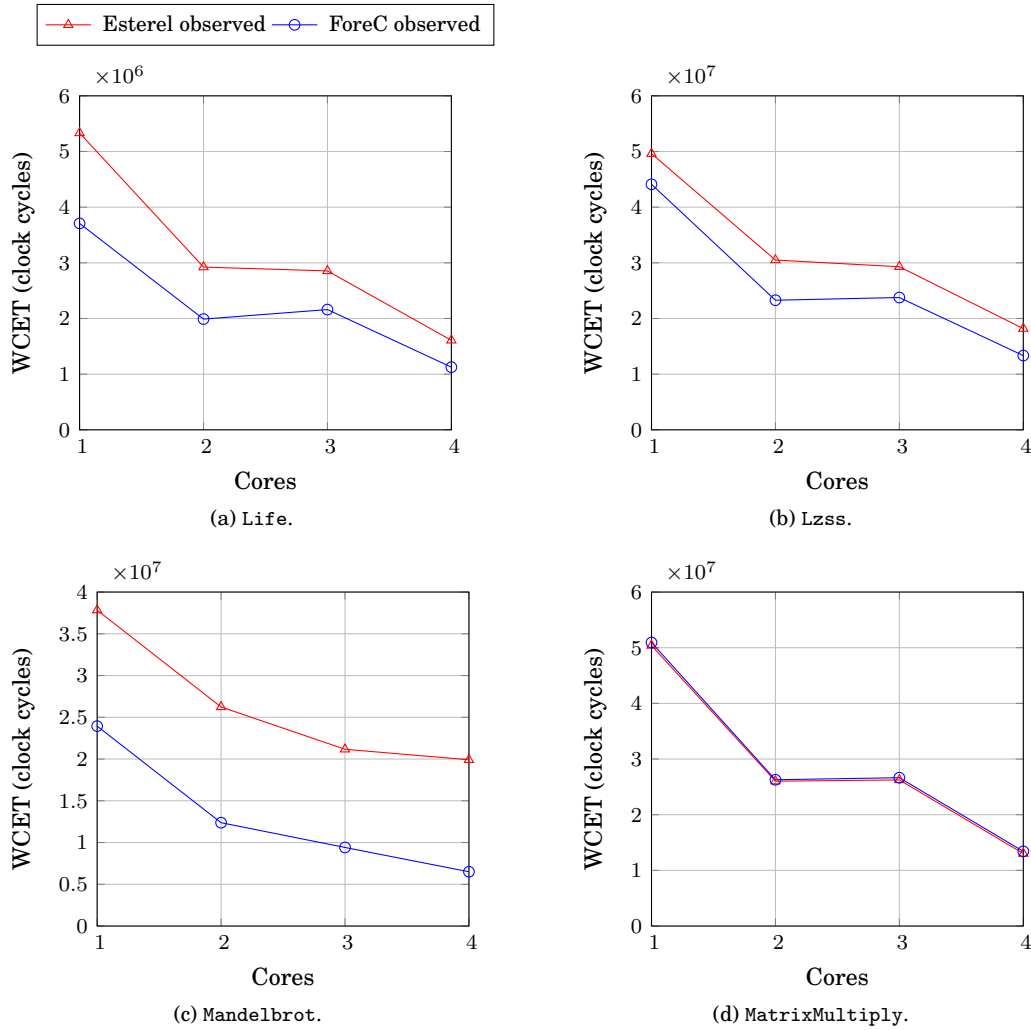 Esterel observed ForeC observed
×10^6
6
5
4
3
2
1
0
WCET (clock cycles)
1 2 3 4
Cores
(a) Life.
×10^7
6
5
4
3
2
1
0
WCET (clock cycles)
1 2 3 4
Cores
(b) Lzss.
×10^7
4
3.5
3
2.5
2
1.5
1
0.5
0
WCET (clock cycles)
1 2 3 4
Cores
(c) Mandelbrot.
×10^7
6
5
4
3
2
1
0
WCET (clock cycles)
1 2 3 4
Cores
(d) MatrixMultiply.